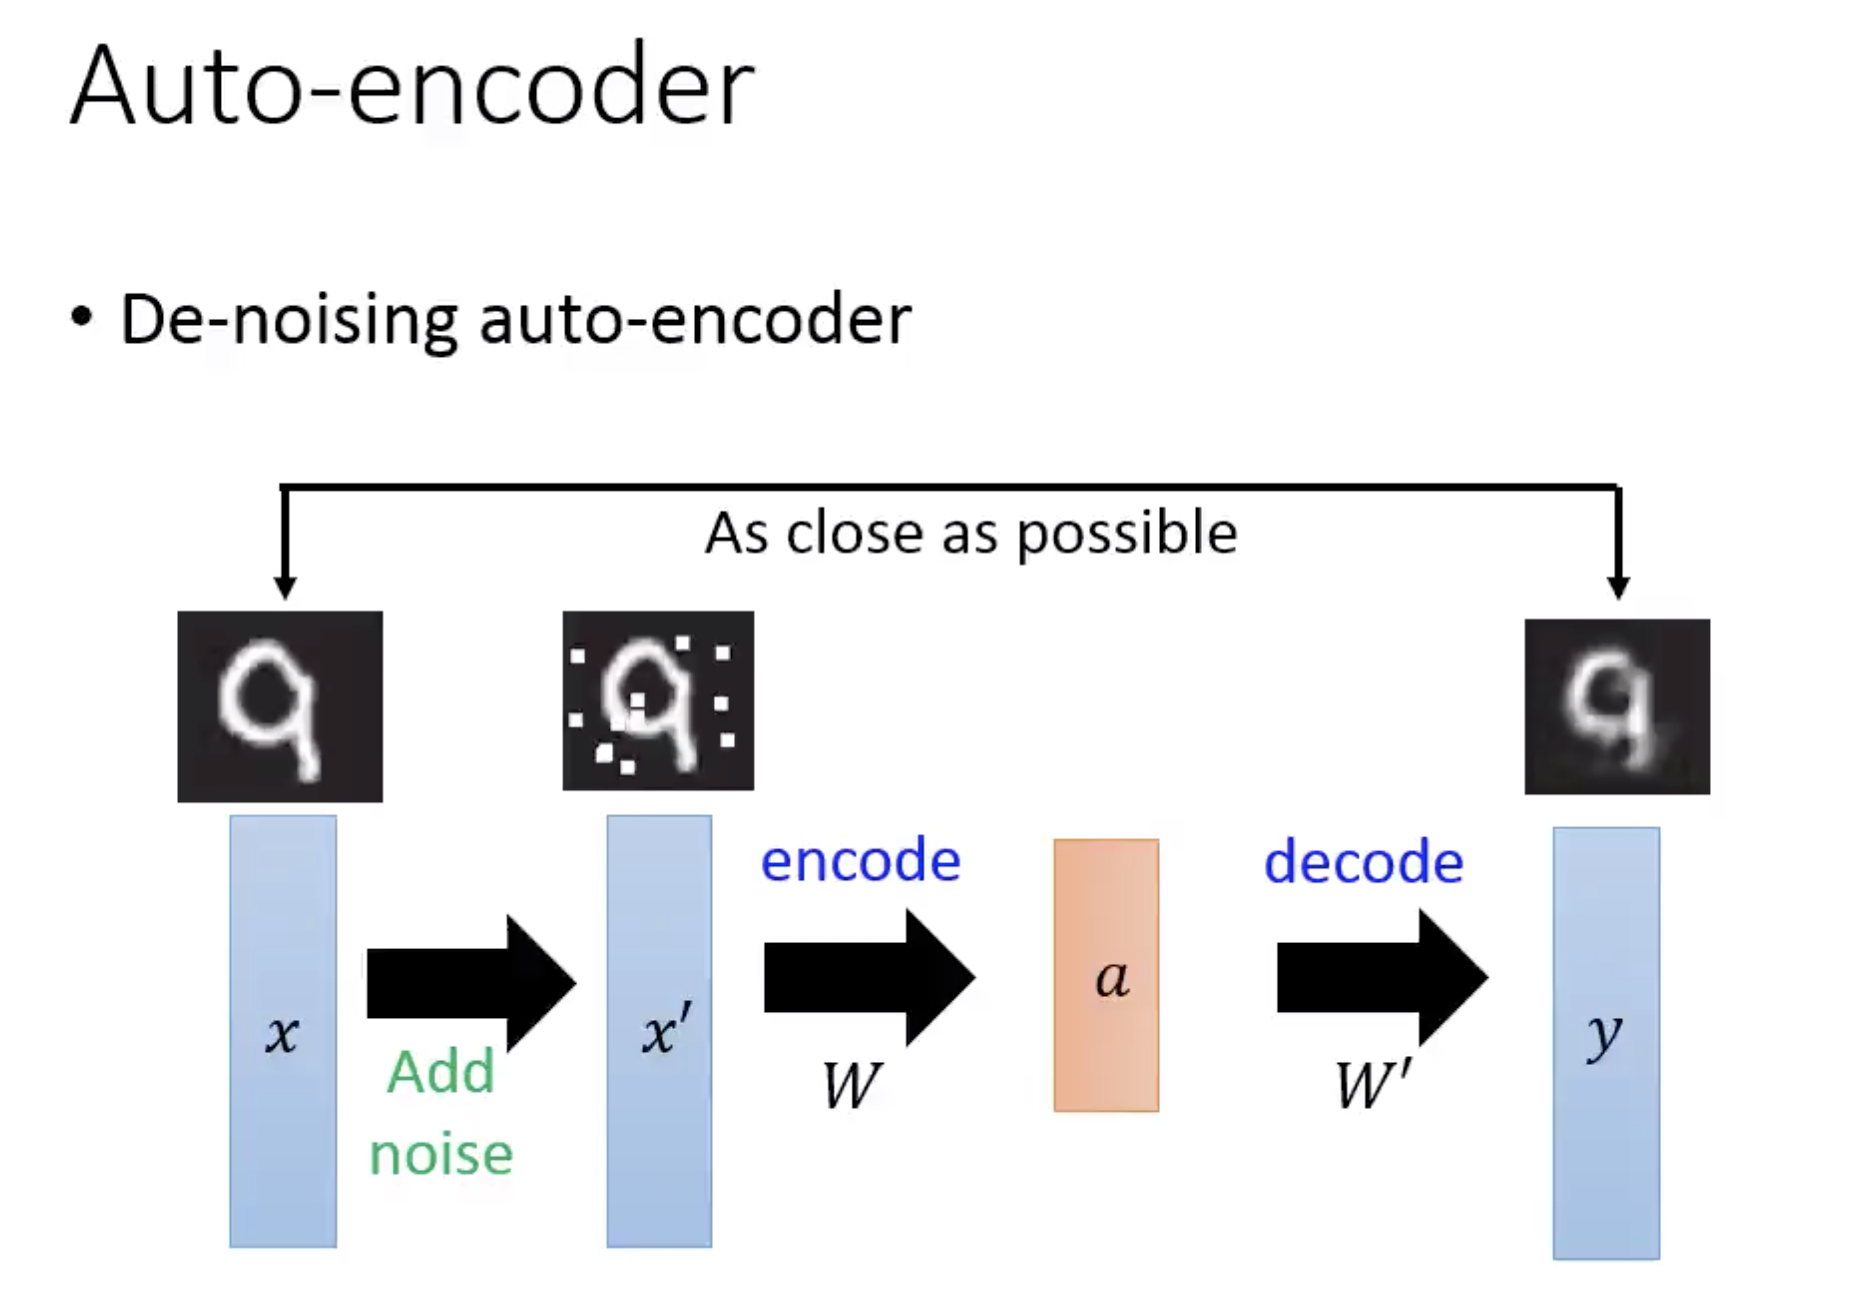 Auto-encoder
• De-noising auto-encoder
As close as possible
encode
decode
x
x′
a
y
Add
noise
W
W′